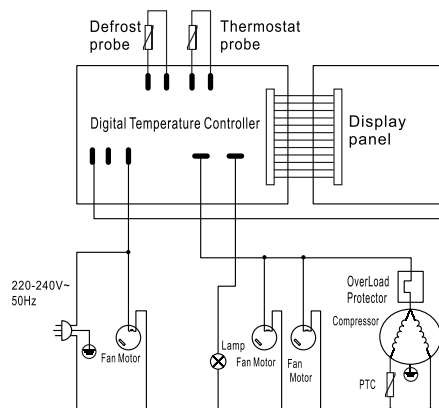 Defrost
probe
Thermostat
probe
Digital Temperature Controller
Display
panel
220-240V~
50Hz
OverLoad
Protector
Compressor
Lamp
Fan Motor
Fan Motor
Fan
Motor
PTC